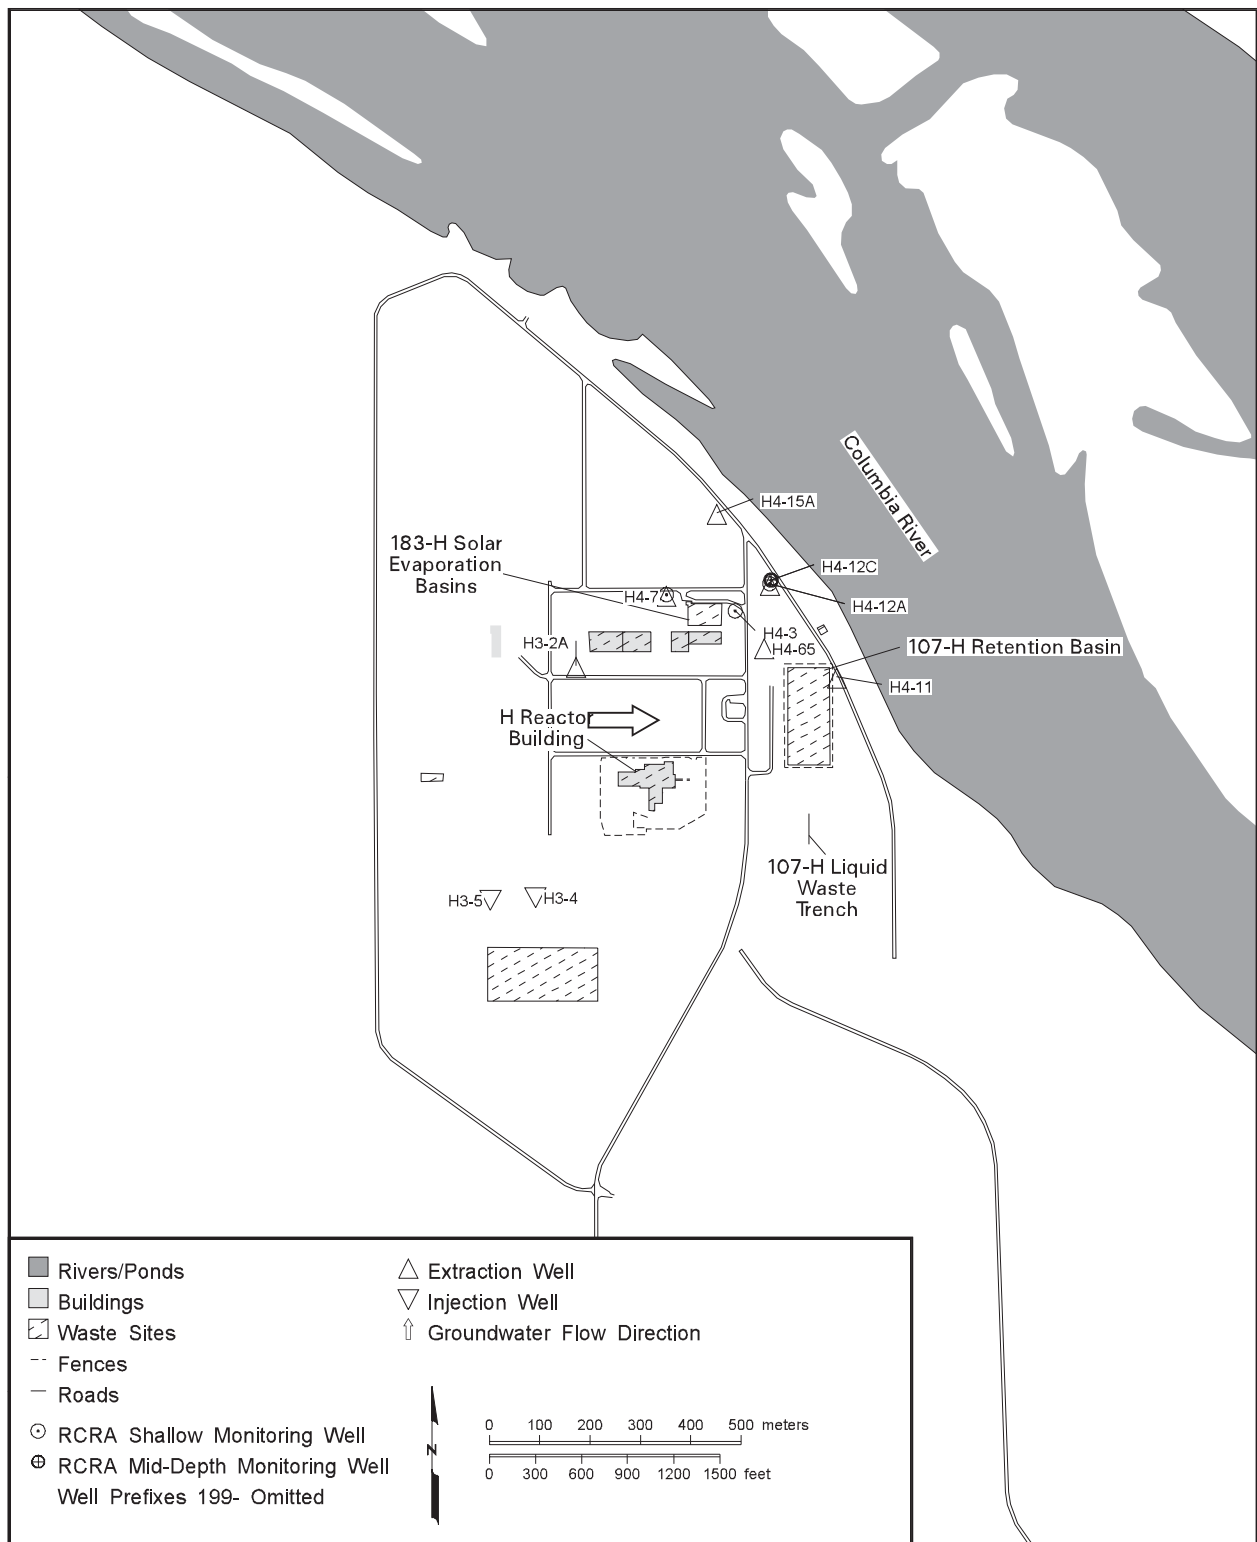 Columbia River
H4-15A
183-H Solar
Evaporation
Basins
H4-12C
H4-7
H4-12A
H4-3
H3-2A
H4-65
107-H Retention Basin
H4-11
H Reactor
Building
107-H Liquid
Waste
Trench
H3-5
H3-4
Rivers/Ponds
Buildings
Waste Sites
Fences
Roads
RCRA Shallow Monitoring Well
RCRA Mid-Depth Monitoring Well
Well Prefixes 199- Omitted
Extraction Well
Injection Well
Groundwater Flow Direction
N
0 100 200 300 400 500 meters
0 300 600 900 1200 1500 feet